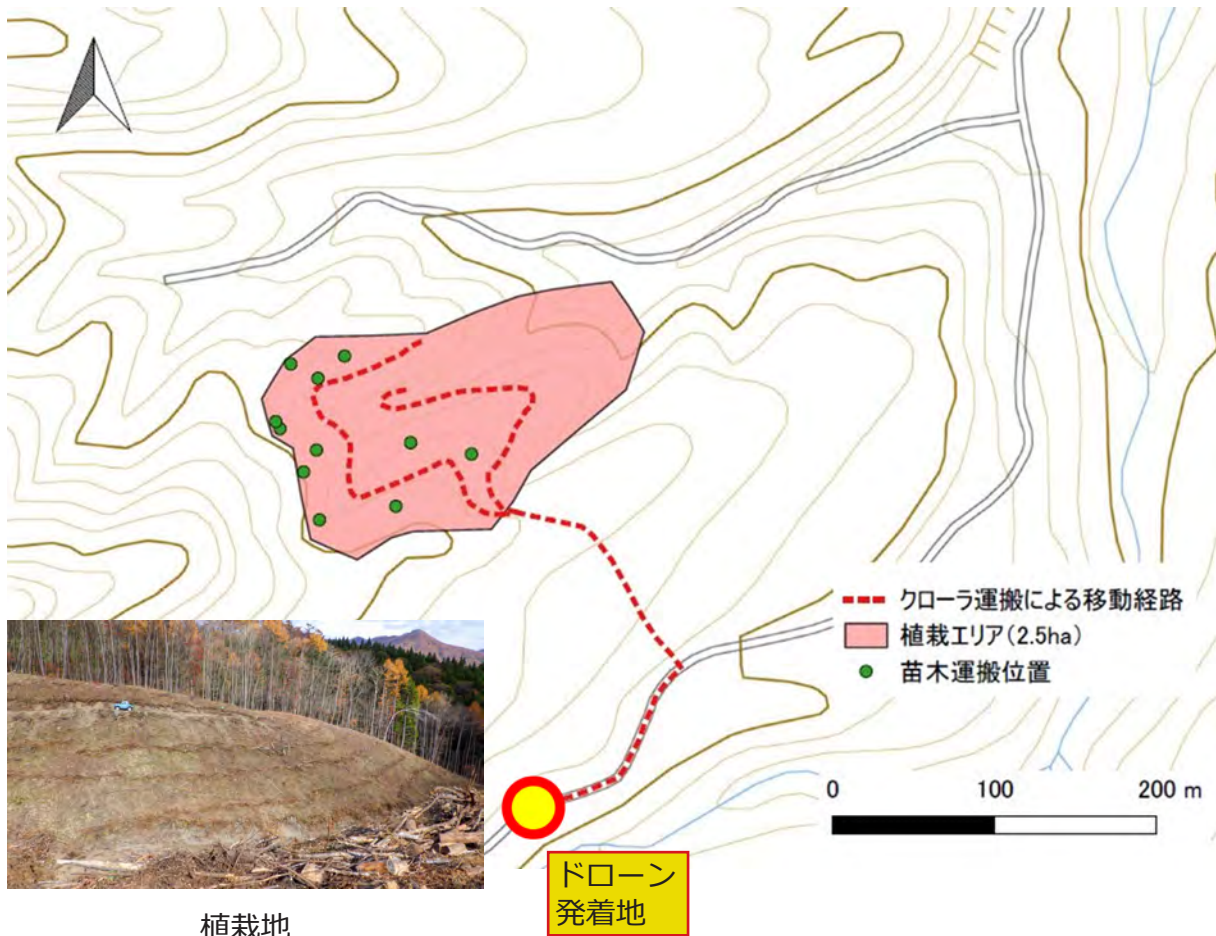 クローラ運搬による移動経路
植栽エリア(2.5ha)
苗木運搬位置
0 100 200 m
ドローン
発着地
植栽地